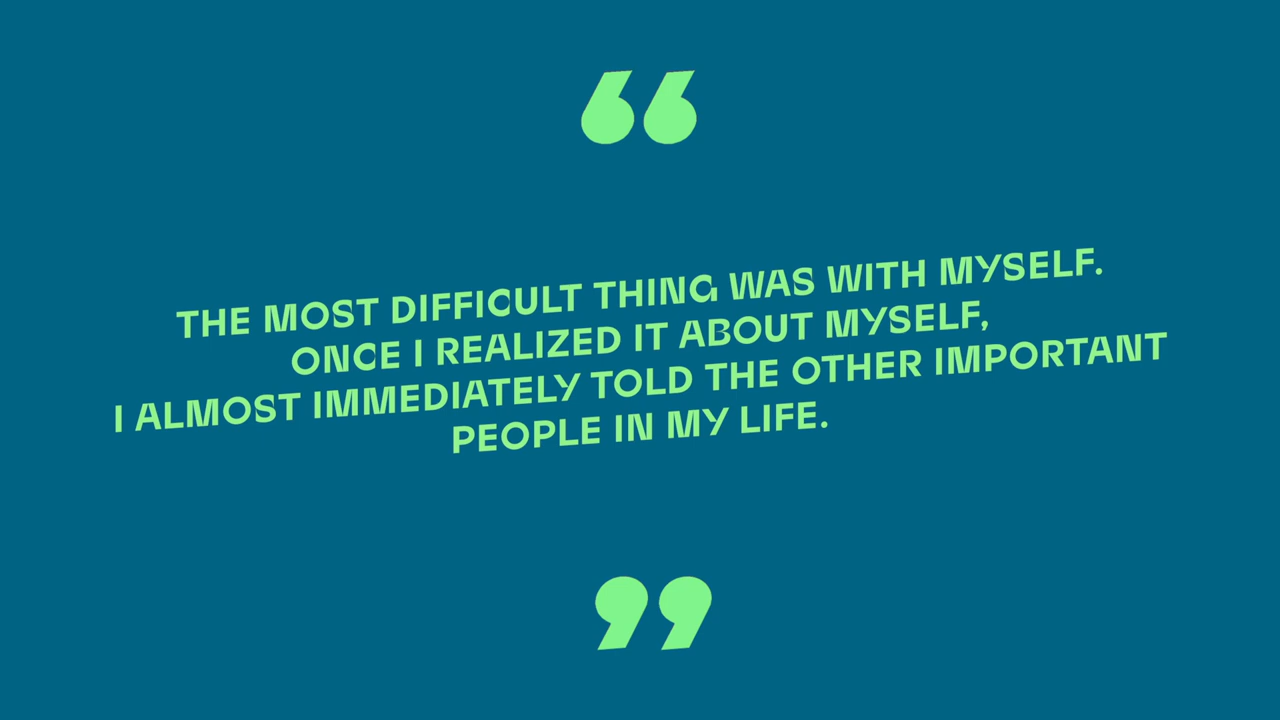 “
THE MOST DIFFICULT THING WAS WITH MYSELF.
ONCE I REALIZED IT ABOUT MYSELF,
I ALMOST IMMEDIATELY TOLD THE OTHER IMPORTANT
PEOPLE IN MY LIFE.
”